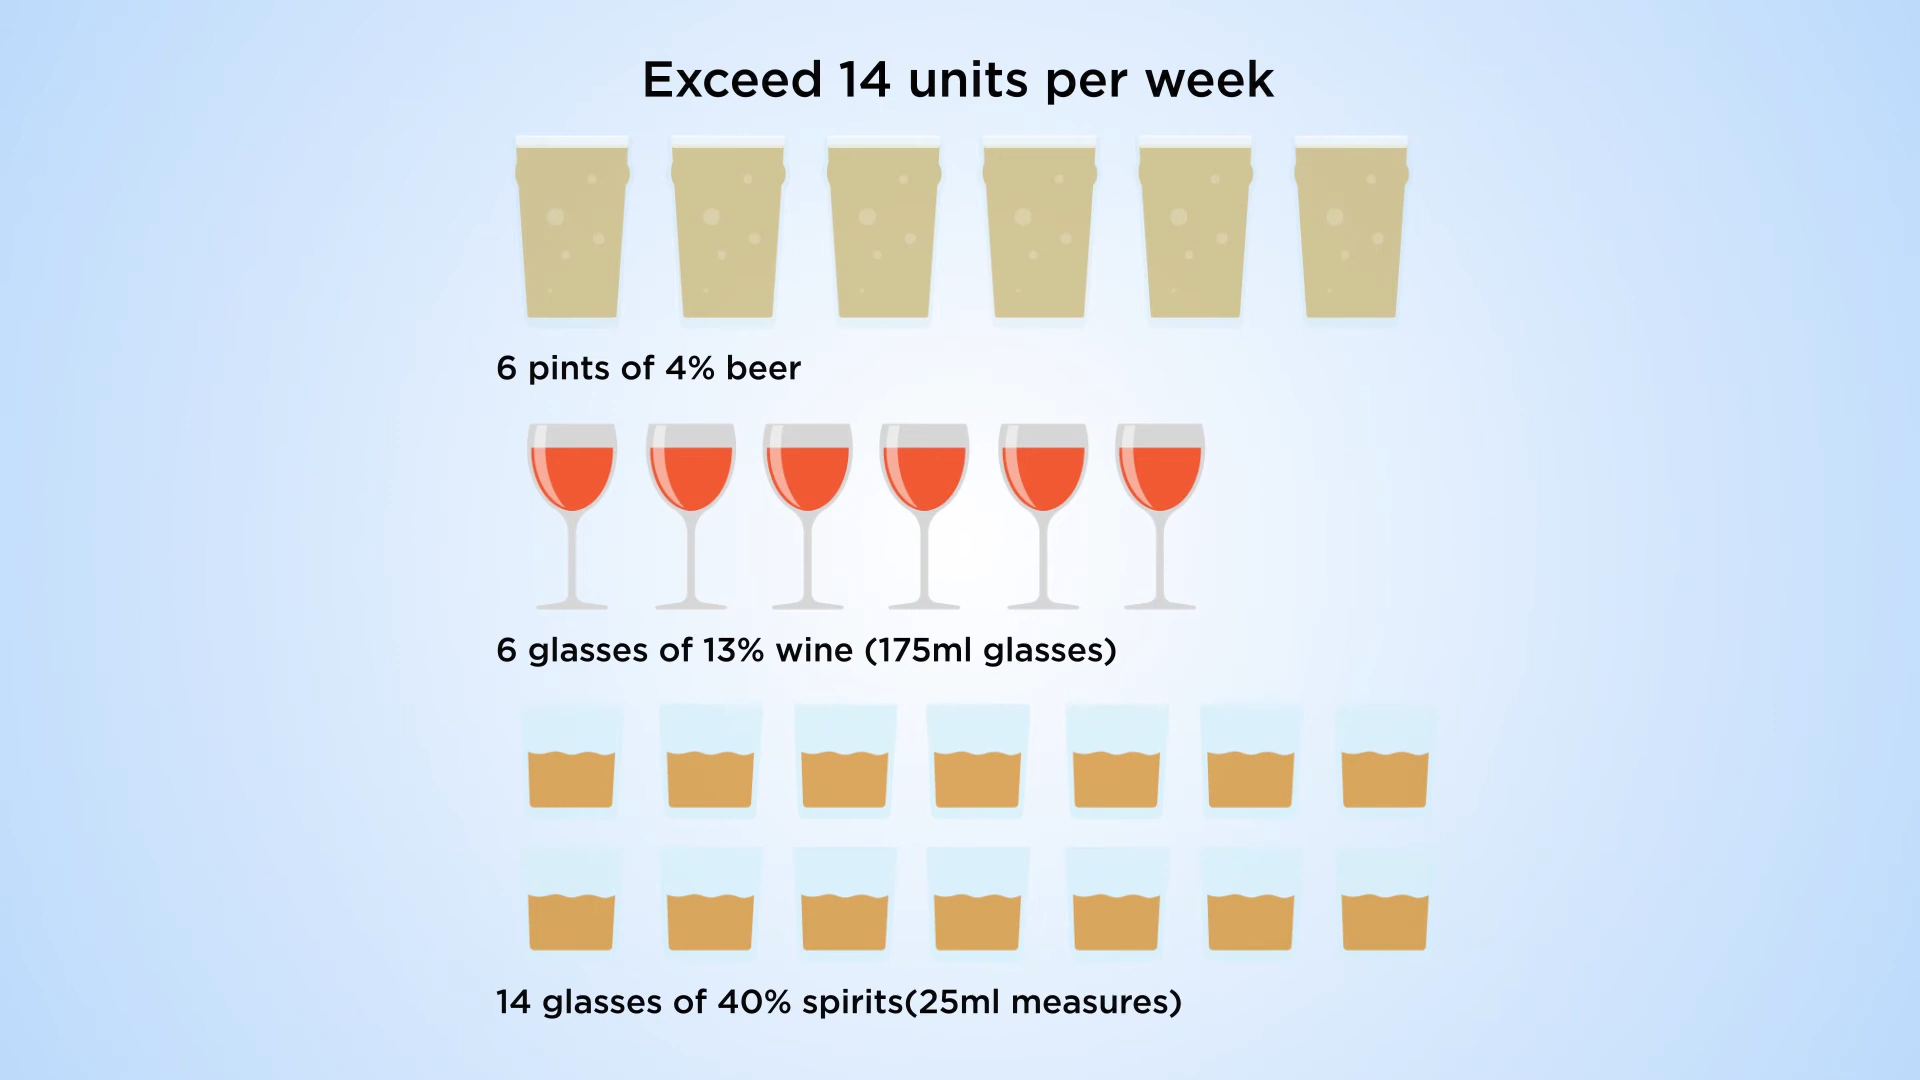 Exceed 14 units per week
6 pints of 4% beer
6 glasses of 13% wine (175ml glasses)
14 glasses of 40% spirits(25ml measures)